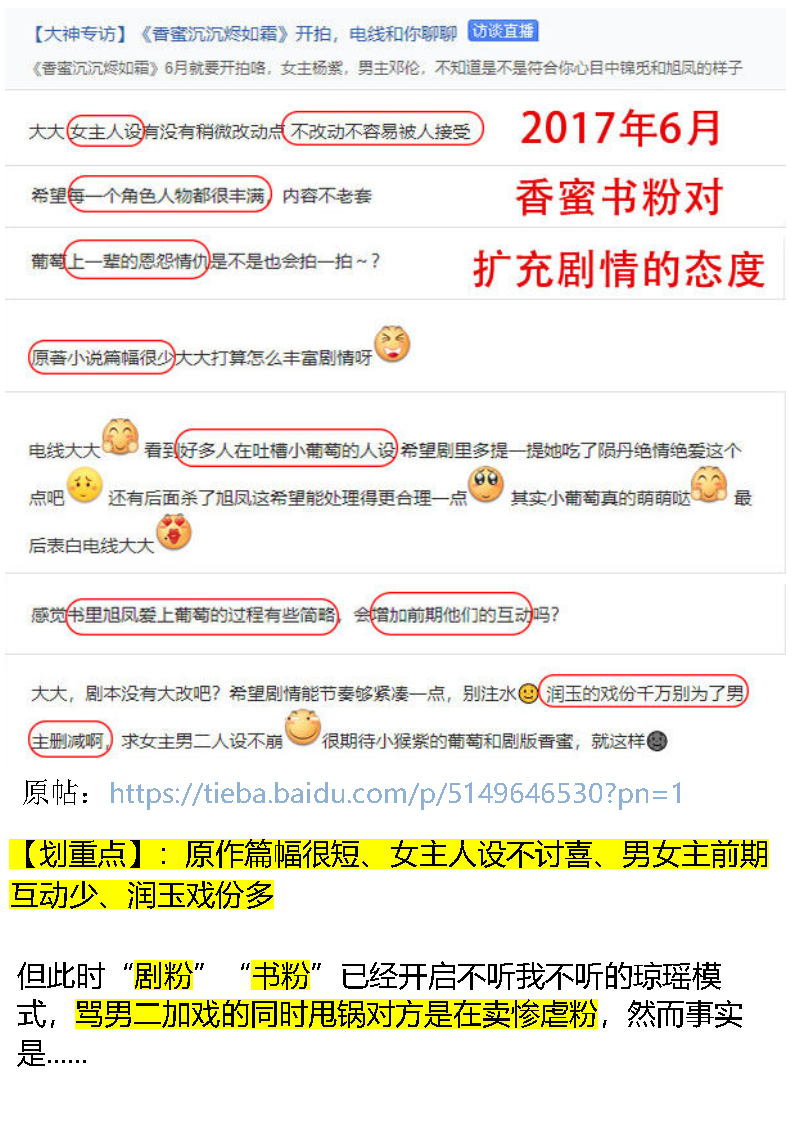 【大神专访】《香蜜沉沉烬如霜》开拍，电线和你聊聊 访谈直播
《香蜜沉沉烬如霜》6月就要开拍咯，女主杨紫，男主邓伦，不知道是不是符合你心目中锦觅和旭凤的样子
大大 女主人设有没有稍微改动点 不改动不容易被人接受
2017年6月
希望每一个角色人物都很丰满，内容不老套
香蜜书粉对
葡萄上一辈的恩怨情仇是不是也会拍一拍～？
扩充剧情的态度
原著小说篇幅很少大大打算怎么丰富剧情呀
电线大大 看到好多人在吐槽小葡萄的人设 希望剧里多提一提她吃了陨丹绝情绝爱这个
点吧 还有后面杀了旭凤这希望能处理得更合理一点 其实小葡萄真的萌萌哒 最
后表白电线大大
感觉书里旭凤爱上葡萄的过程有些简略，会增加前期他们的互动吗？
大大，剧本没有大改吧？希望剧情能节奏够紧凑一点，别注水 润玉的戏份千万别为了男
主删减啊，求女主男二人设不崩 很期待小猴紫的葡萄和剧版香蜜，就这样
原帖：https://tieba.baidu.com/p/5149646530?pn=1
【划重点】：原作篇幅很短、女主人设不讨喜、男女主前期
互动少、润玉戏份多
但此时“剧粉”“书粉”已经开启不听我不听的琼瑶模
式，骂男二加戏的同时甩锅对方是在卖惨虐粉，然而事实
是......